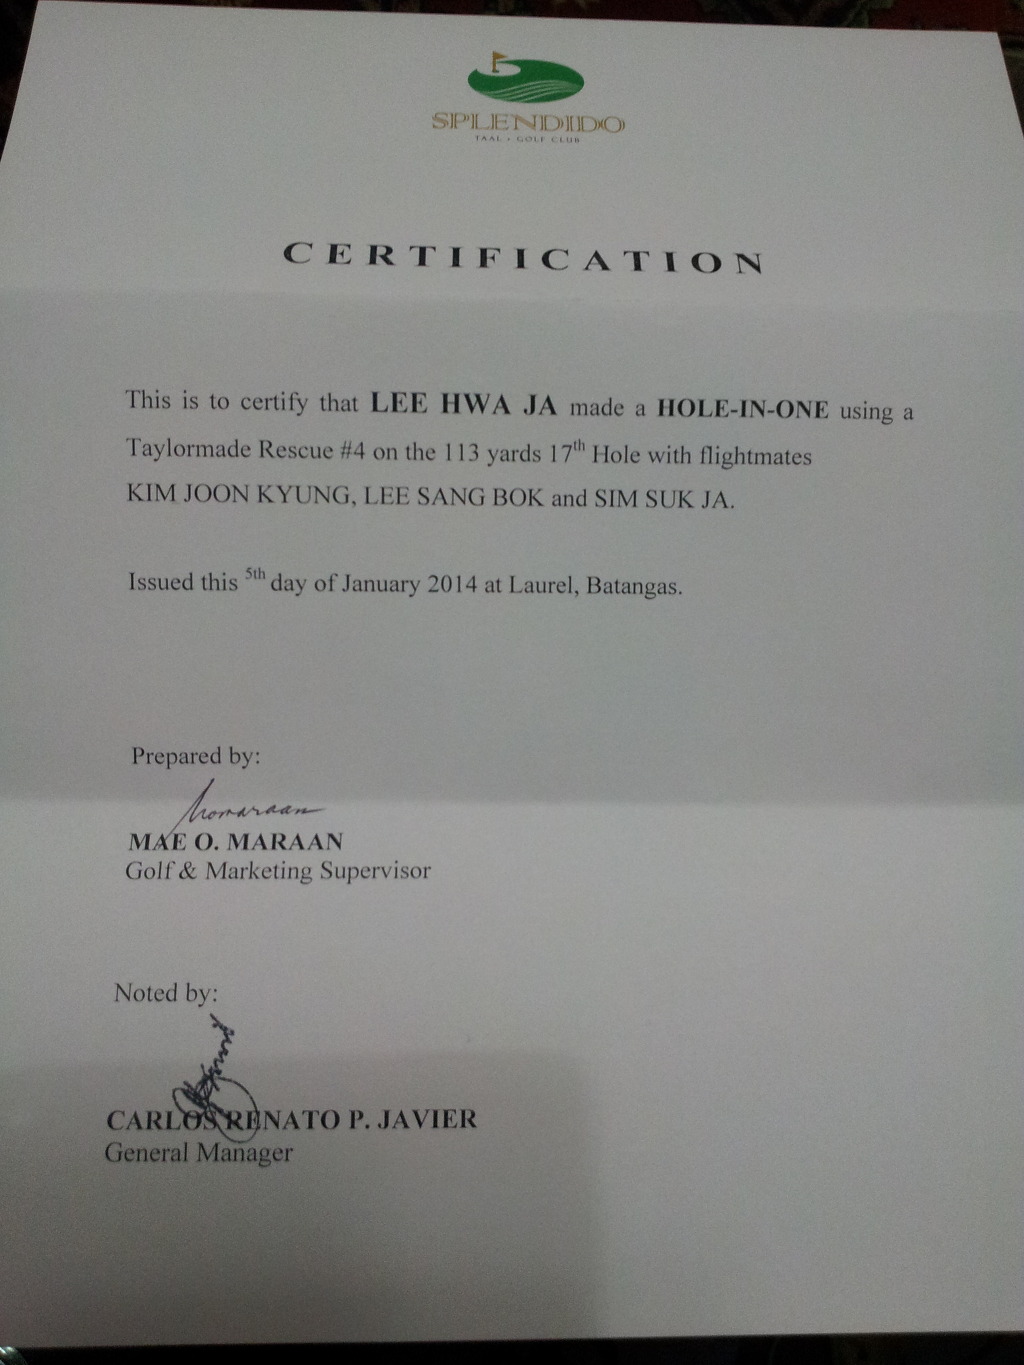 SPLENDIDO
TAAL • GOLF CLUB
CERTIFICATION
This is to certify that LEE HWA JA made a HOLE-IN-ONE using a
Taylormade Rescue #4 on the 113 yards 17th Hole with flightmates
KIM JOON KYUNG, LEE SANG BOK and SIM SUK JA.
Issued this 5th day of January 2014 at Laurel, Batangas.
Prepared by:
MAE O. MARAAN
Golf & Marketing Supervisor
Noted by:
CARLOS RENATO P. JAVIER
General Manager